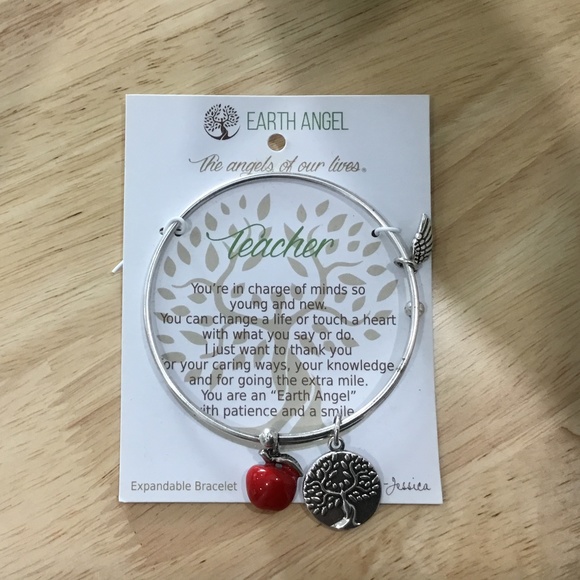 EARTH ANGEL
The angels of our lives®
Teacher
You're in charge of minds so
young and new.
You can change a life or touch a heart
with what you say or do.
I just want to thank you
for your caring ways, your knowledge
and for going the extra mile.
You are an "Earth Angel"
with patience and a smile
Expandable Bracelet
-Jessica